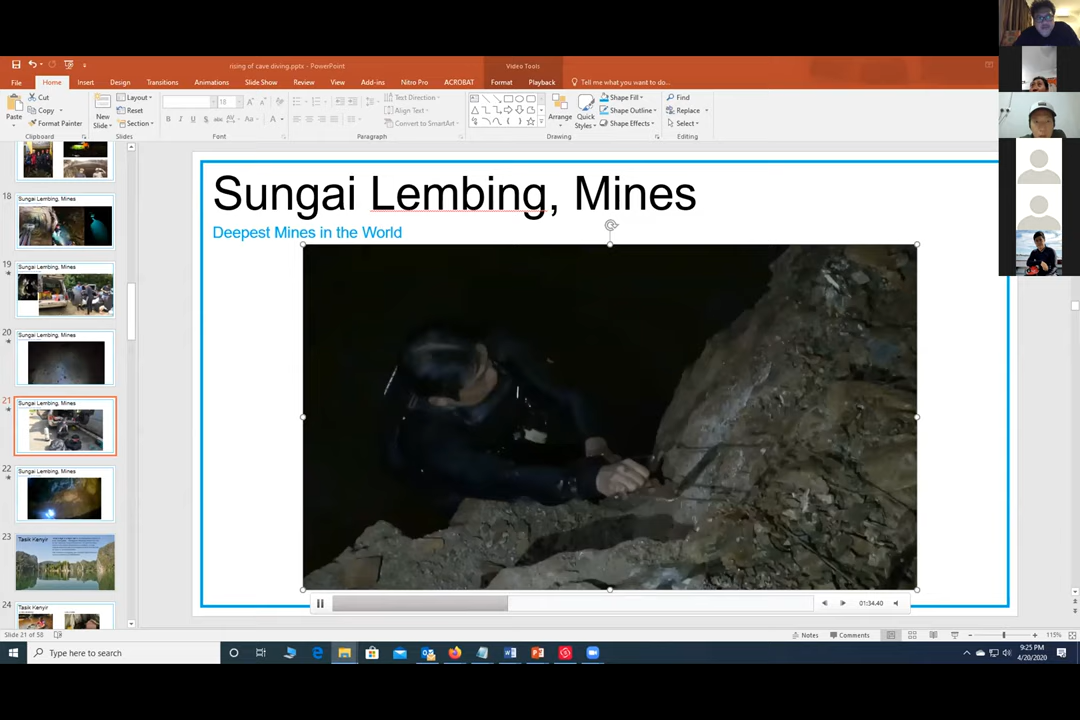 rising of cave diving.pptx - PowerPoint
Video Tools
File
Home
Insert
Design
Transitions
Animations
Slide Show
Review
View
Add-ins
Nitro Pro
ACROBAT
Format
Playback
Tell me what you want to do...
Paste
Cut
Copy
Format Painter
Clipboard
New Slide
Layout
Reset
Section
Slides
18
Font
Text Direction
Align Text
Convert to SmartArt
Paragraph
Arrange
Quick Styles
Shape Fill
Shape Outline
Shape Effects
Drawing
Find
Replace
Select
Editing
18
Sungai Lembing, Mines
19
Sungai Lembing, Mines
20
Sungai Lembing, Mines
21
Sungai Lembing, Mines
22
Sungai Lembing, Mines
23
Tasik Kenyir
24
Tasik Kenyir
Sungai Lembing, Mines
Deepest Mines in the World
01:34.40
Slide 21 of 58
Notes
Comments
115%
Type here to search
9:25 PM
4/20/2020